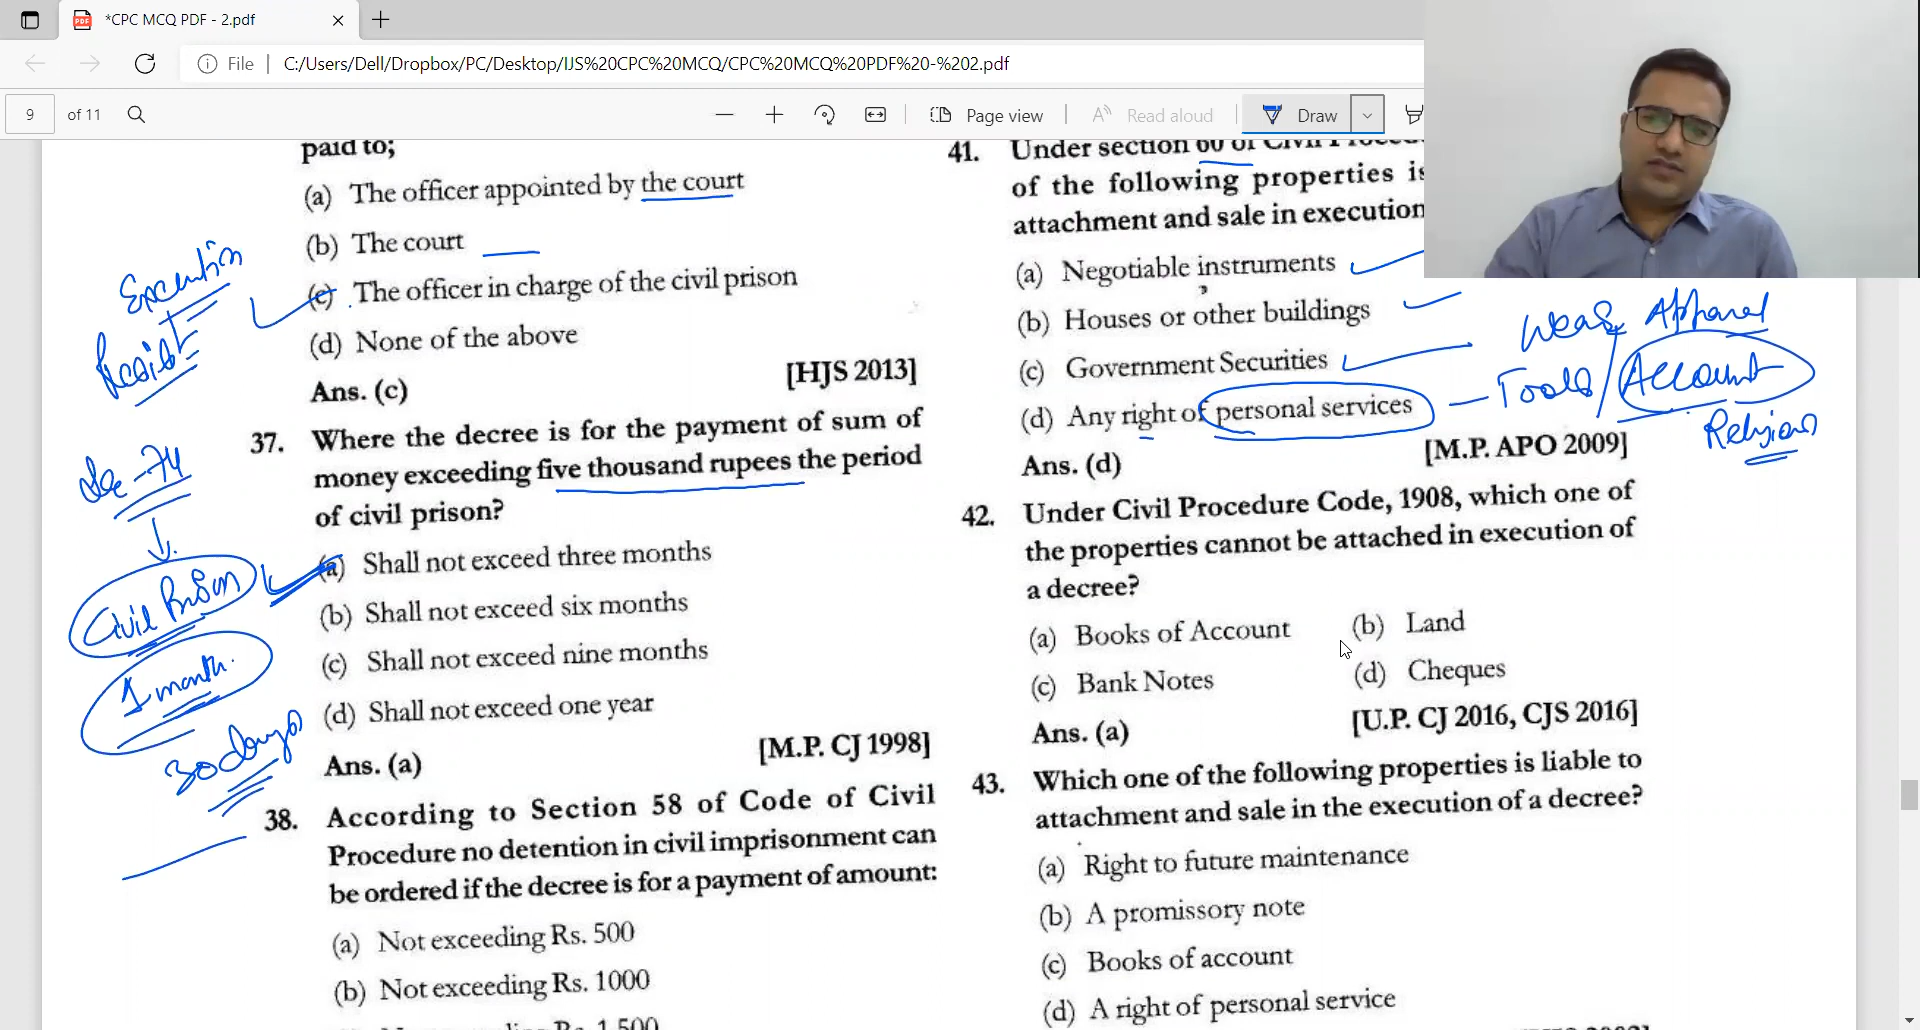 *CPC MCQ PDF - 2.pdf
File
C:/Users/Dell/Dropbox/PC/Desktop/IJS%20CPC%20MCQ/CPC%20MCQ%20PDF%20-%202.pdf
9 of 11
Page view
Read aloud
Draw
paid to;
(a) The officer appointed by the court
(b) The court
(c) The officer in charge of the civil prison
(d) None of the above
Ans. (c) [HJS 2013]
Execution
Resist
37. Where the decree is for the payment of sum of
money exceeding five thousand rupees the period
of civil prison?
(a) Shall not exceed three months
(b) Shall not exceed six months
(c) Shall not exceed nine months
(d) Shall not exceed one year
Ans. (a) [M.P. CJ 1998]
Sec - 74
Civil Prison
1 month.
30 days
38. According to Section 58 of Code of Civil
Procedure no detention in civil imprisonment can
be ordered if the decree is for a payment of amount:
(a) Not exceeding Rs. 500
(b) Not exceeding Rs. 1000
Rs. 1,500
41. Under section 60 of Civil
of the following properties is
attachment and sale in execution
(a) Negotiable instruments
(b) Houses or other buildings
(c) Government Securities
(d) Any right of personal services
Ans. (d) [M.P. APO 2009]
Apparel
Tools / Account
Religious
42. Under Civil Procedure Code, 1908, which one of
the properties cannot be attached in execution of
a decree?
(a) Books of Account (b) Land
(c) Bank Notes (d) Cheques
Ans. (a) [U.P. CJ 2016, CJS 2016]
43. Which one of the following properties is liable to
attachment and sale in the execution of a decree?
(a) Right to future maintenance
(b) A promissory note
(c) Books of account
(d) A right of personal service